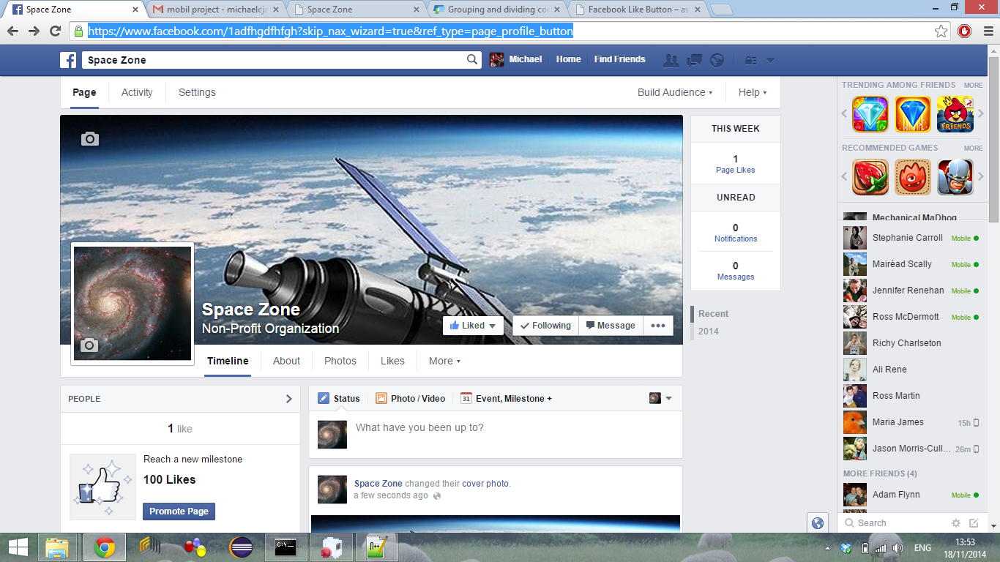 Space Zone
mobil project - michaelcja
Space Zone
Grouping and dividing co
Facebook Like Button – as
https://www.facebook.com/1adfhgdfhfgh?skip_nax_wizard=true&ref_type=page_profile_button
Space Zone
Michael
Home
Find Friends
Page
Activity
Settings
Build Audience
Help
THIS WEEK
1
Page Likes
UNREAD
0
Notifications
0
Messages
Recent
2014
Space Zone
Non-Profit Organization
Liked
Following
Message
Timeline
About
Photos
Likes
More
PEOPLE
1 like
Reach a new milestone
100 Likes
Promote Page
Status
Photo / Video
31
Event, Milestone +
What have you been up to?
Space Zone changed their cover photo.
a few seconds ago
TRENDING AMONG FRIENDS
MORE
FRIENDS
RECOMMENDED GAMES
MORE
Mechanical MaDhog
Stephanie Carroll
Mobile
Mairéad Scally
Mobile
Jennifer Renehan
Mobile
Ross McDermott
Mobile
Richy Charlseton
Ali Rene
Ross Martin
Maria James
15h
Jason Morris-Cull...
26m
MORE FRIENDS (4)
Adam Flynn
Mobile
Search
C:\_
ENG
13:53
18/11/2014